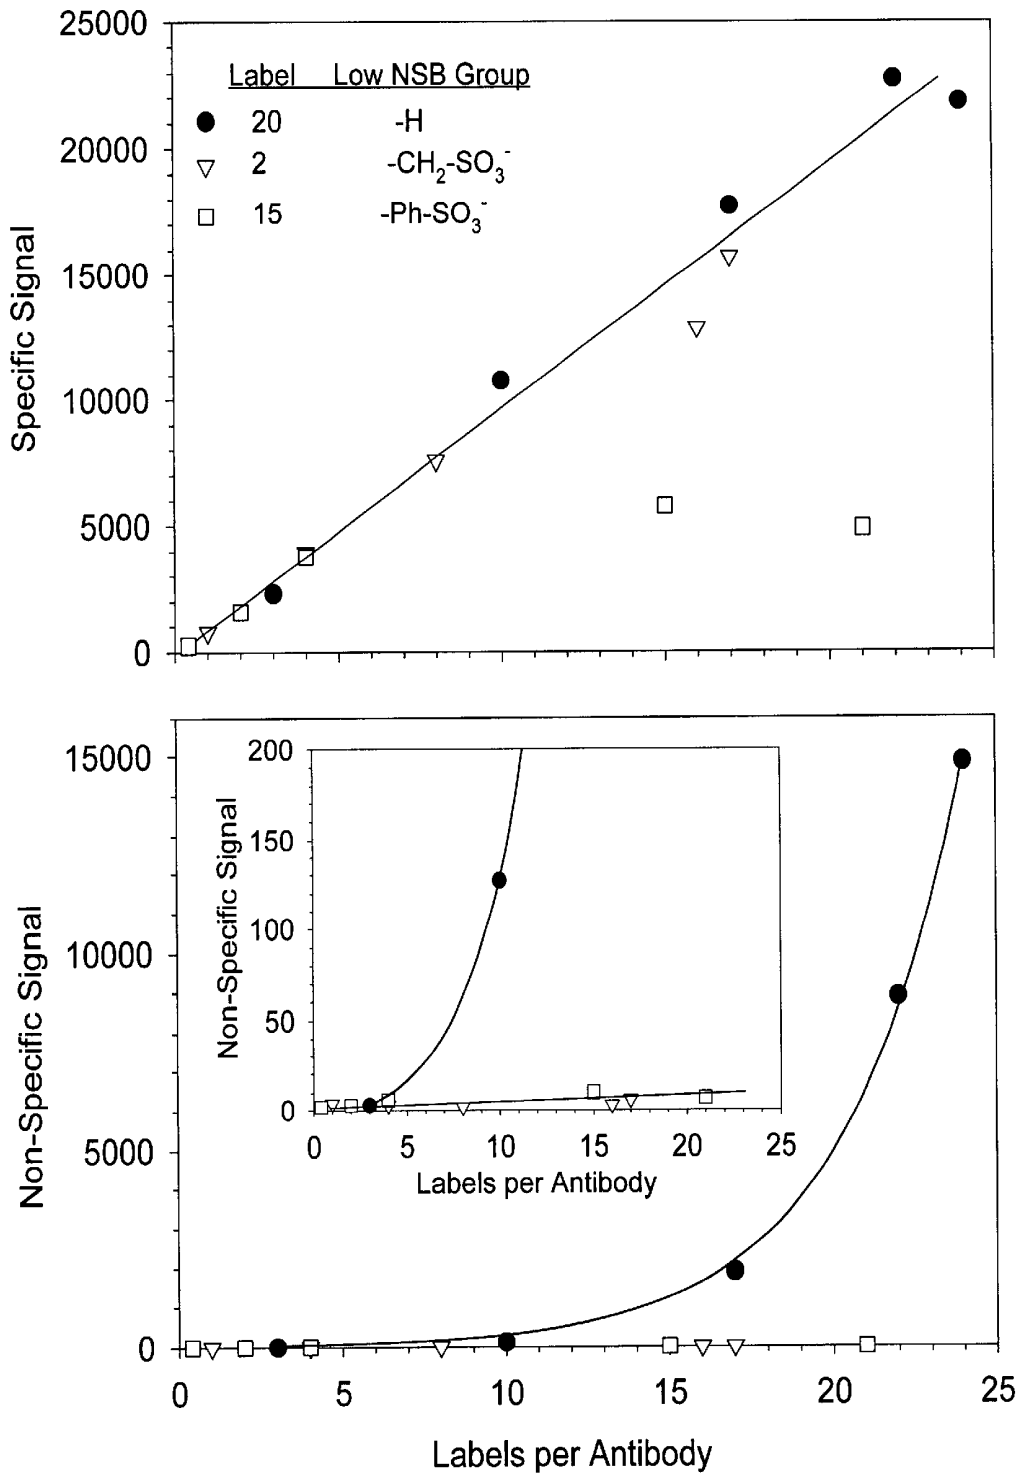 25000
20000
15000
10000
5000
0
Specific Signal
Label Low NSB Group
20 -H
2 -CH₂-SO₃⁻
15 -Ph-SO₃⁻
15000
10000
5000
0
Non-Specific Signal
200
150
100
50
0
Non-Specific Signal
0 5 10 15 20 25
Labels per Antibody
0 5 10 15 20 25
Labels per Antibody